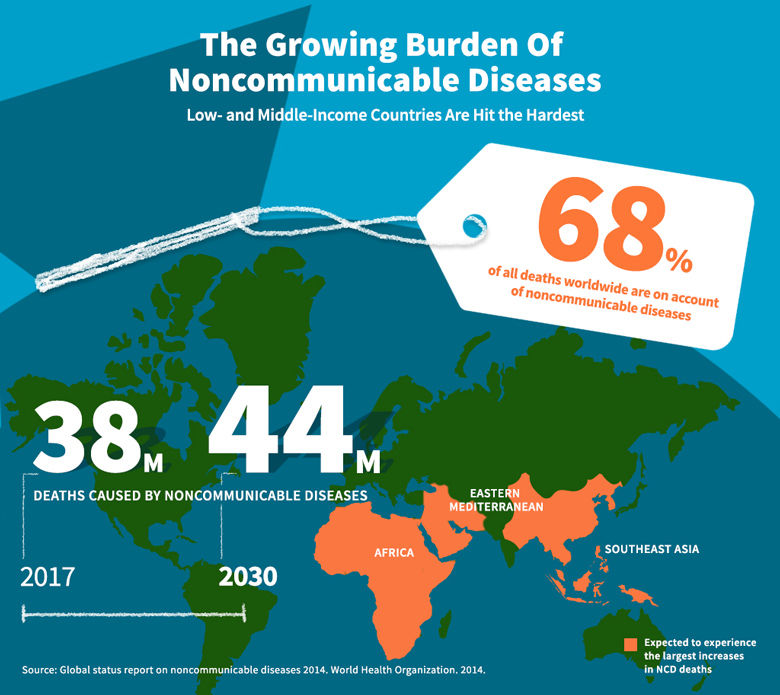 The Growing Burden Of
Noncommunicable Diseases
Low- and Middle-Income Countries Are Hit the Hardest
68%
of all deaths worldwide are on account
of noncommunicable diseases
38M
44M
DEATHS CAUSED BY NONCOMMUNICABLE DISEASES
2017
2030
EASTERN
MEDITERRANEAN
AFRICA
SOUTHEAST ASIA
Expected to experience
the largest increases
in NCD deaths
Source: Global status report on noncommunicable diseases 2014. World Health Organization. 2014.